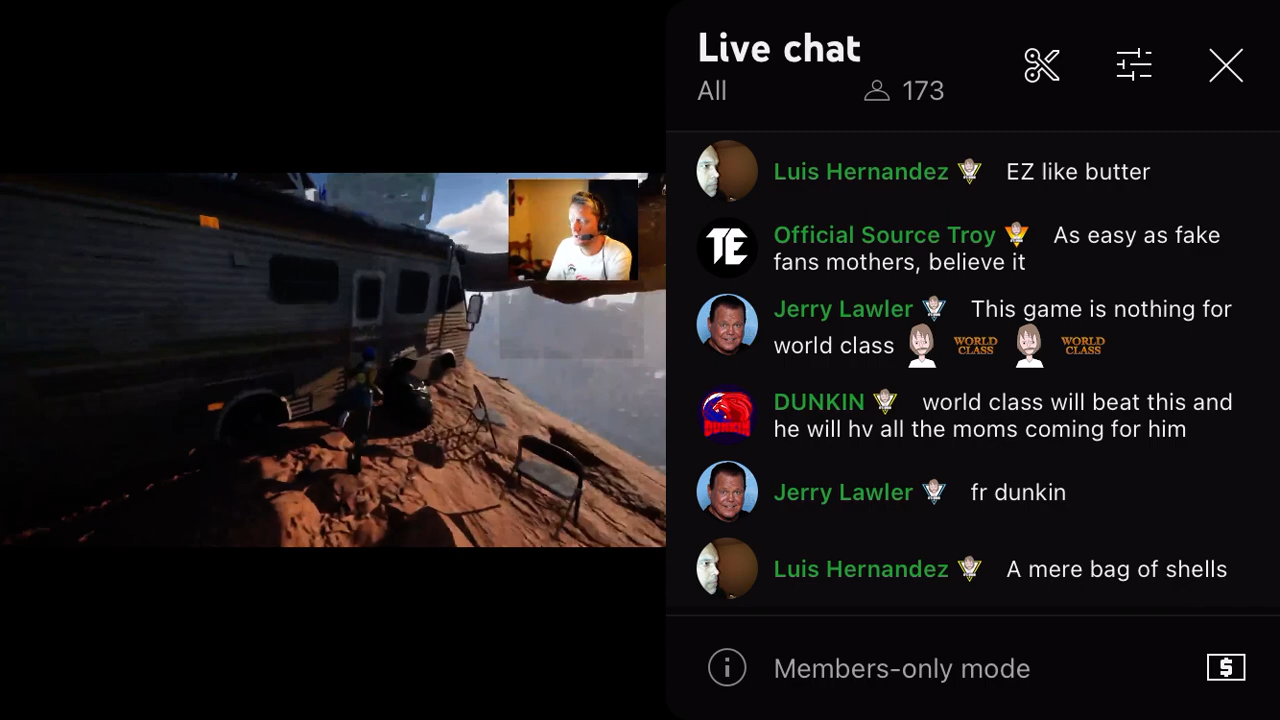 Live chat
All 173
Luis Hernandez EZ like butter
TE Official Source Troy As easy as fake
fans mothers, believe it
Jerry Lawler This game is nothing for
world class WORLD CLASS WORLD CLASS
DUNKIN world class will beat this and
DUNKIN he will hv all the moms coming for him
Jerry Lawler fr dunkin
Luis Hernandez A mere bag of shells
Members-only mode